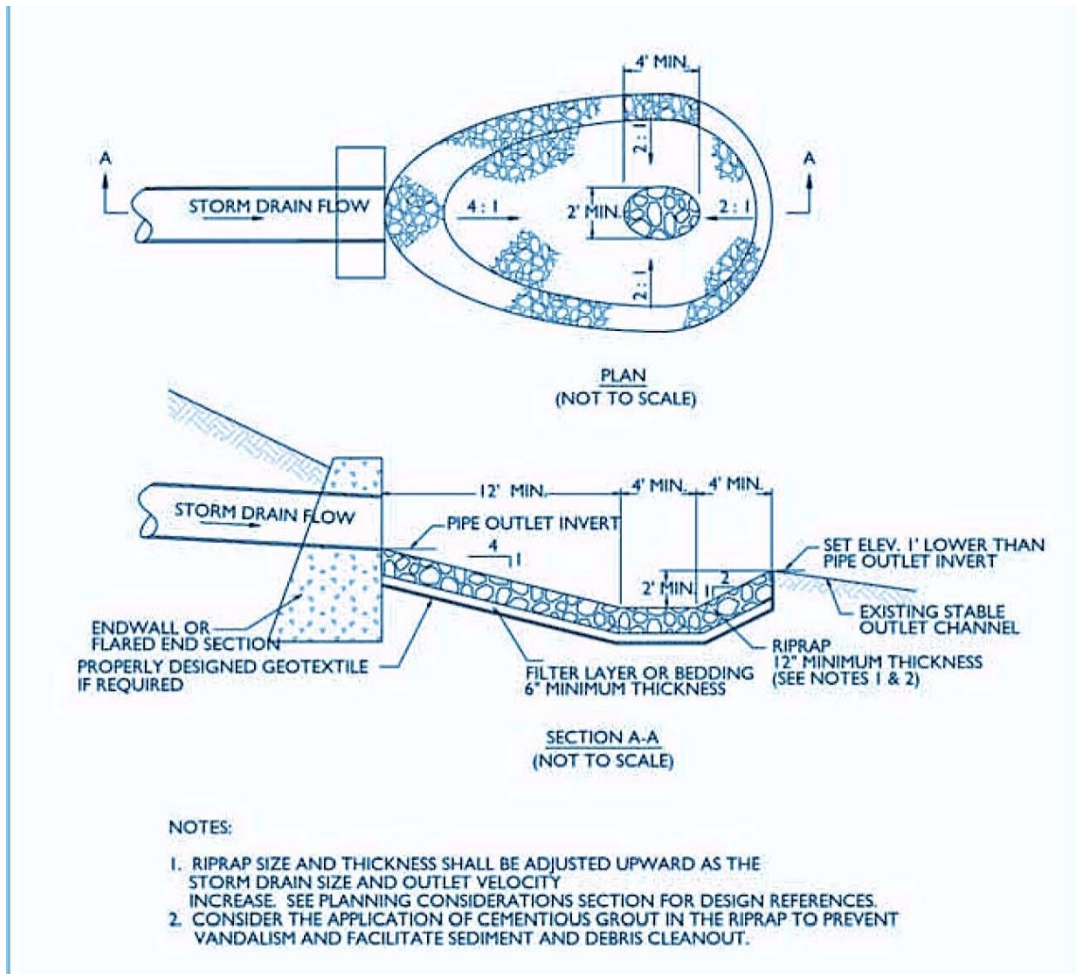 4' MIN.
A
A
2 : 1
STORM DRAIN FLOW
4 : 1
2' MIN.
2 : 1
2 : 1
PLAN
(NOT TO SCALE)
12' MIN.
4' MIN.
4' MIN.
STORM DRAIN FLOW
PIPE OUTLET INVERT
4
1
SET ELEV. 1' LOWER THAN
PIPE OUTLET INVERT
2
1
2' MIN.
EXISTING STABLE
OUTLET CHANNEL
ENDWALL OR
FLARED END SECTION
PROPERLY DESIGNED GEOTEXTILE
IF REQUIRED
FILTER LAYER OR BEDDING
6" MINIMUM THICKNESS
RIPRAP
12" MINIMUM THICKNESS
(SEE NOTES 1 & 2)
SECTION A-A
(NOT TO SCALE)
NOTES:
1. RIPRAP SIZE AND THICKNESS SHALL BE ADJUSTED UPWARD AS THE
STORM DRAIN SIZE AND OUTLET VELOCITY
INCREASE. SEE PLANNING CONSIDERATIONS SECTION FOR DESIGN REFERENCES.
2. CONSIDER THE APPLICATION OF CEMENTIOUS GROUT IN THE RIPRAP TO PREVENT
VANDALISM AND FACILITATE SEDIMENT AND DEBRIS CLEANOUT.